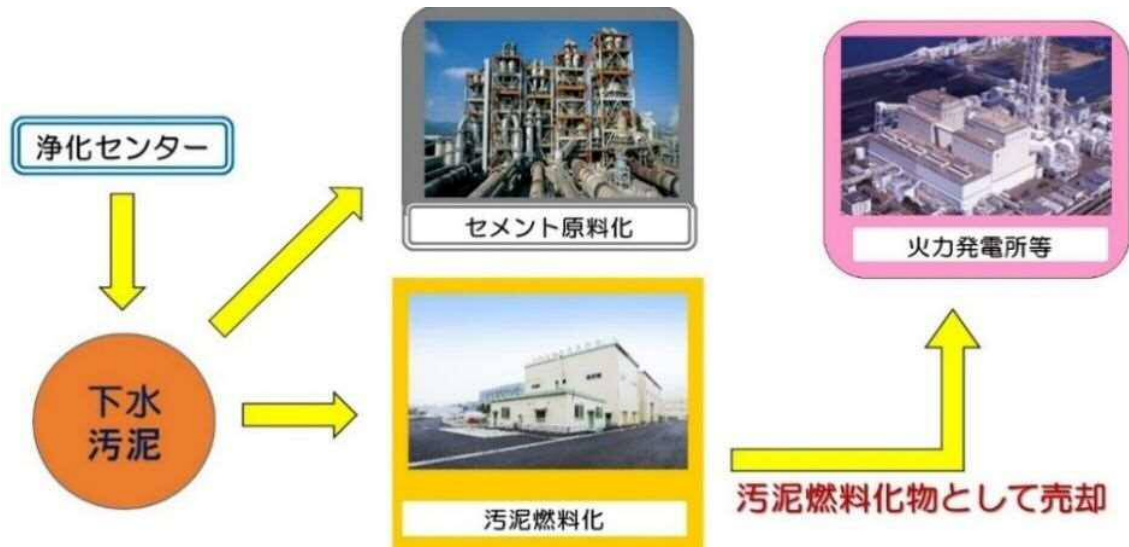 浄化センター
下水
汚泥
セメント原料化
汚泥燃料化
汚泥燃料化物として売却
火力発電所等